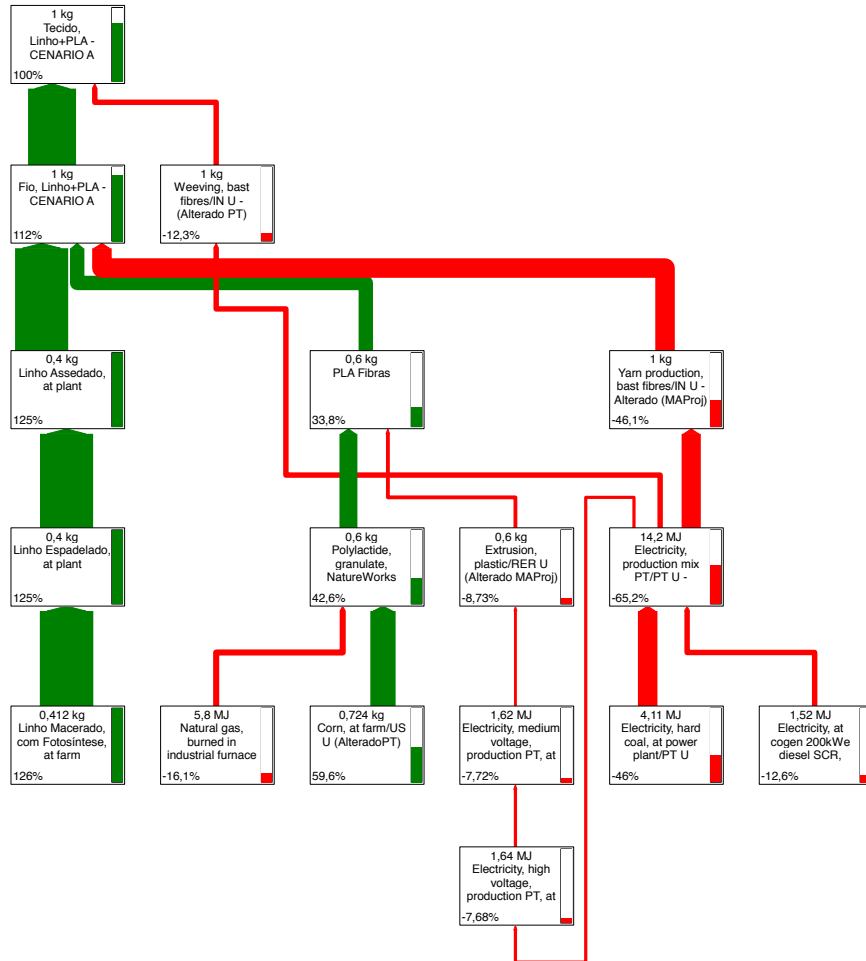 1 kg
Tecido,
Linho+PLA -
CENARIO A
100%
1 kg
Fio, Linho+PLA -
CENARIO A
112%
1 kg
Weeving, bast
fibres/IN U -
(Alterado PT)
-12,3%
0,4 kg
Linho Assedado,
at plant
125%
0,6 kg
PLA Fibras
33,8%
1 kg
Yarn production,
bast fibres/IN U -
Alterado (MAProj)
-46,1%
0,4 kg
Linho Espadelado,
at plant
125%
0,6 kg
Polylactide,
granulate,
NatureWorks
42,6%
0,6 kg
Extrusion,
plastic/RER U
(Alterado MAProj)
-8,73%
14,2 MJ
Electricity,
production mix
PT/PT U -
-65,2%
0,412 kg
Linho Macerado,
com Fotosíntese,
at farm
126%
5,8 MJ
Natural gas,
burned in
industrial furnace
-16,1%
0,724 kg
Corn, at farm/US
U (AlteradoPT)
59,6%
1,62 MJ
Electricity, medium
voltage,
production PT, at
-7,72%
4,11 MJ
Electricity, hard
coal, at power
plant/PT U
-46%
1,52 MJ
Electricity, at
cogen 200kWe
diesel SCR,
-12,6%
1,64 MJ
Electricity, high
voltage,
production PT, at
-7,68%